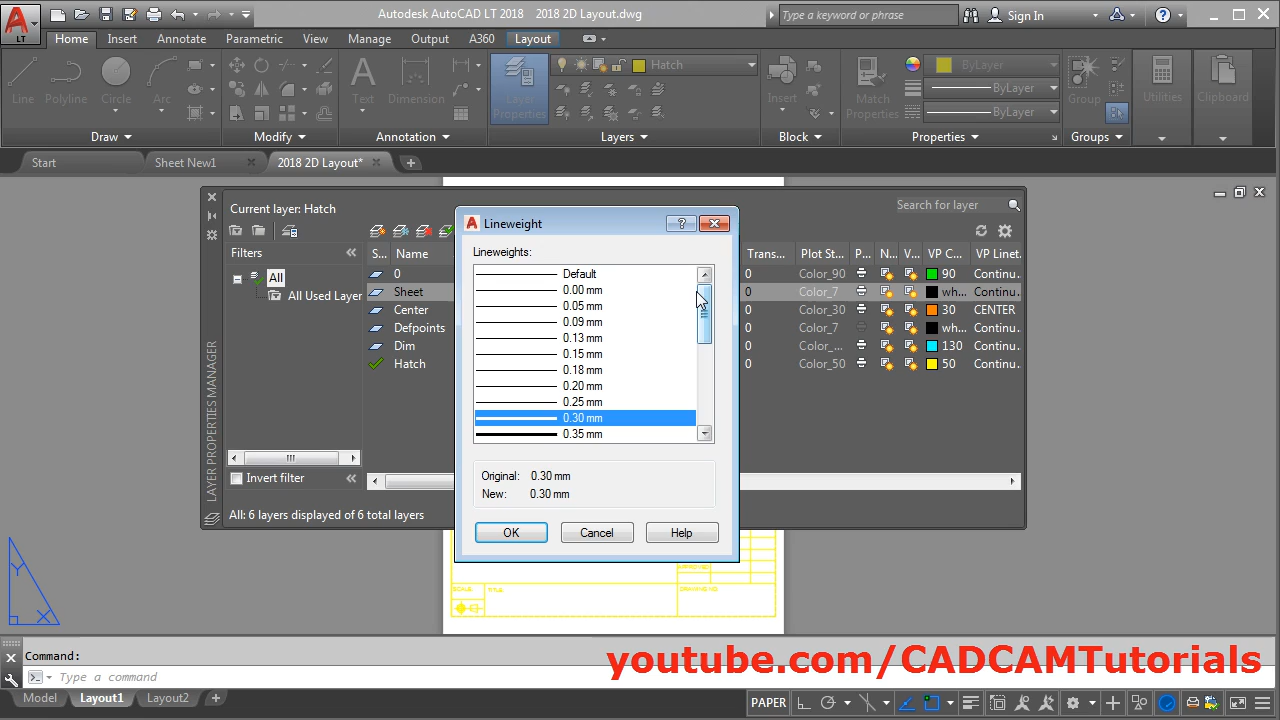 Autodesk AutoCAD LT 2018 2018 2D Layout.dwg
Type a keyword or phrase
Sign In
LT
Home Insert Annotate Parametric View Manage Output A360 Layout
Line Polyline Circle Arc
Text Dimension
Layer Properties
Hatch
Insert
Match Properties
ByLayer
ByLayer
ByLayer
Group
Utilities
Clipboard
Draw Modify Annotation Layers Block Properties Groups
Start Sheet New1 2018 2D Layout*
Current layer: Hatch
Search for layer
Filters
All
All Used Layer
Invert filter
All: 6 layers displayed of 6 total layers
LAYER PROPERTIES MANAGER
S... Name Trans... Plot St... P... N... V... VP C... VP Linet.
0 0 Color_90 90 Continu.
Sheet 0 Color_7 wh... Continu.
Center 0 Color_30 30 CENTER
Defpoints 0 Color_7 wh... Continu.
Dim 0 Color_... 130 Continu.
Hatch 0 Color_50 50 Continu.
Lineweight
Lineweights:
Default
0.00 mm
0.05 mm
0.09 mm
0.13 mm
0.15 mm
0.18 mm
0.20 mm
0.25 mm
0.30 mm
0.35 mm
Original: 0.30 mm
New: 0.30 mm
OK Cancel Help
APPROVED
SCALE: TITLE: DRAWING NO:
Y
X
Command:
Type a command
youtube.com/CADCAMTutorials
Model Layout1 Layout2
PAPER